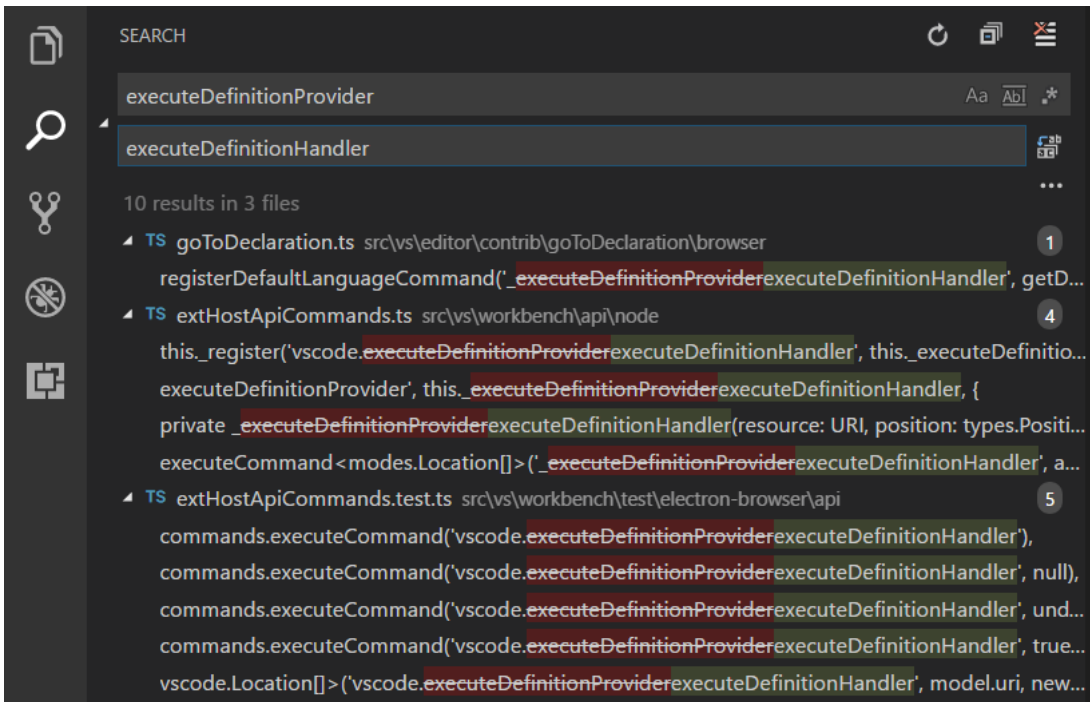 SEARCH
executeDefinitionProvider Aa Abl .*
executeDefinitionHandler
10 results in 3 files
TS goToDeclaration.ts src\vs\editor\contrib\goToDeclaration\browser 1
registerDefaultLanguageCommand('_executeDefinitionProviderexecuteDefinitionHandler', getD...
TS extHostApiCommands.ts src\vs\workbench\api\node 4
this._register('vscode.executeDefinitionProviderexecuteDefinitionHandler', this._executeDefinitio...
executeDefinitionProvider', this._executeDefinitionProviderexecuteDefinitionHandler, {
private _executeDefinitionProviderexecuteDefinitionHandler(resource: URI, position: types.Positi...
executeCommand<modes.Location[]>('_executeDefinitionProviderexecuteDefinitionHandler', a...
TS extHostApiCommands.test.ts src\vs\workbench\test\electron-browser\api 5
commands.executeCommand('vscode.executeDefinitionProviderexecuteDefinitionHandler'),
commands.executeCommand('vscode.executeDefinitionProviderexecuteDefinitionHandler', null),
commands.executeCommand('vscode.executeDefinitionProviderexecuteDefinitionHandler', und...
commands.executeCommand('vscode.executeDefinitionProviderexecuteDefinitionHandler', true...
vscode.Location[]>('vscode.executeDefinitionProviderexecuteDefinitionHandler', model.uri, new...